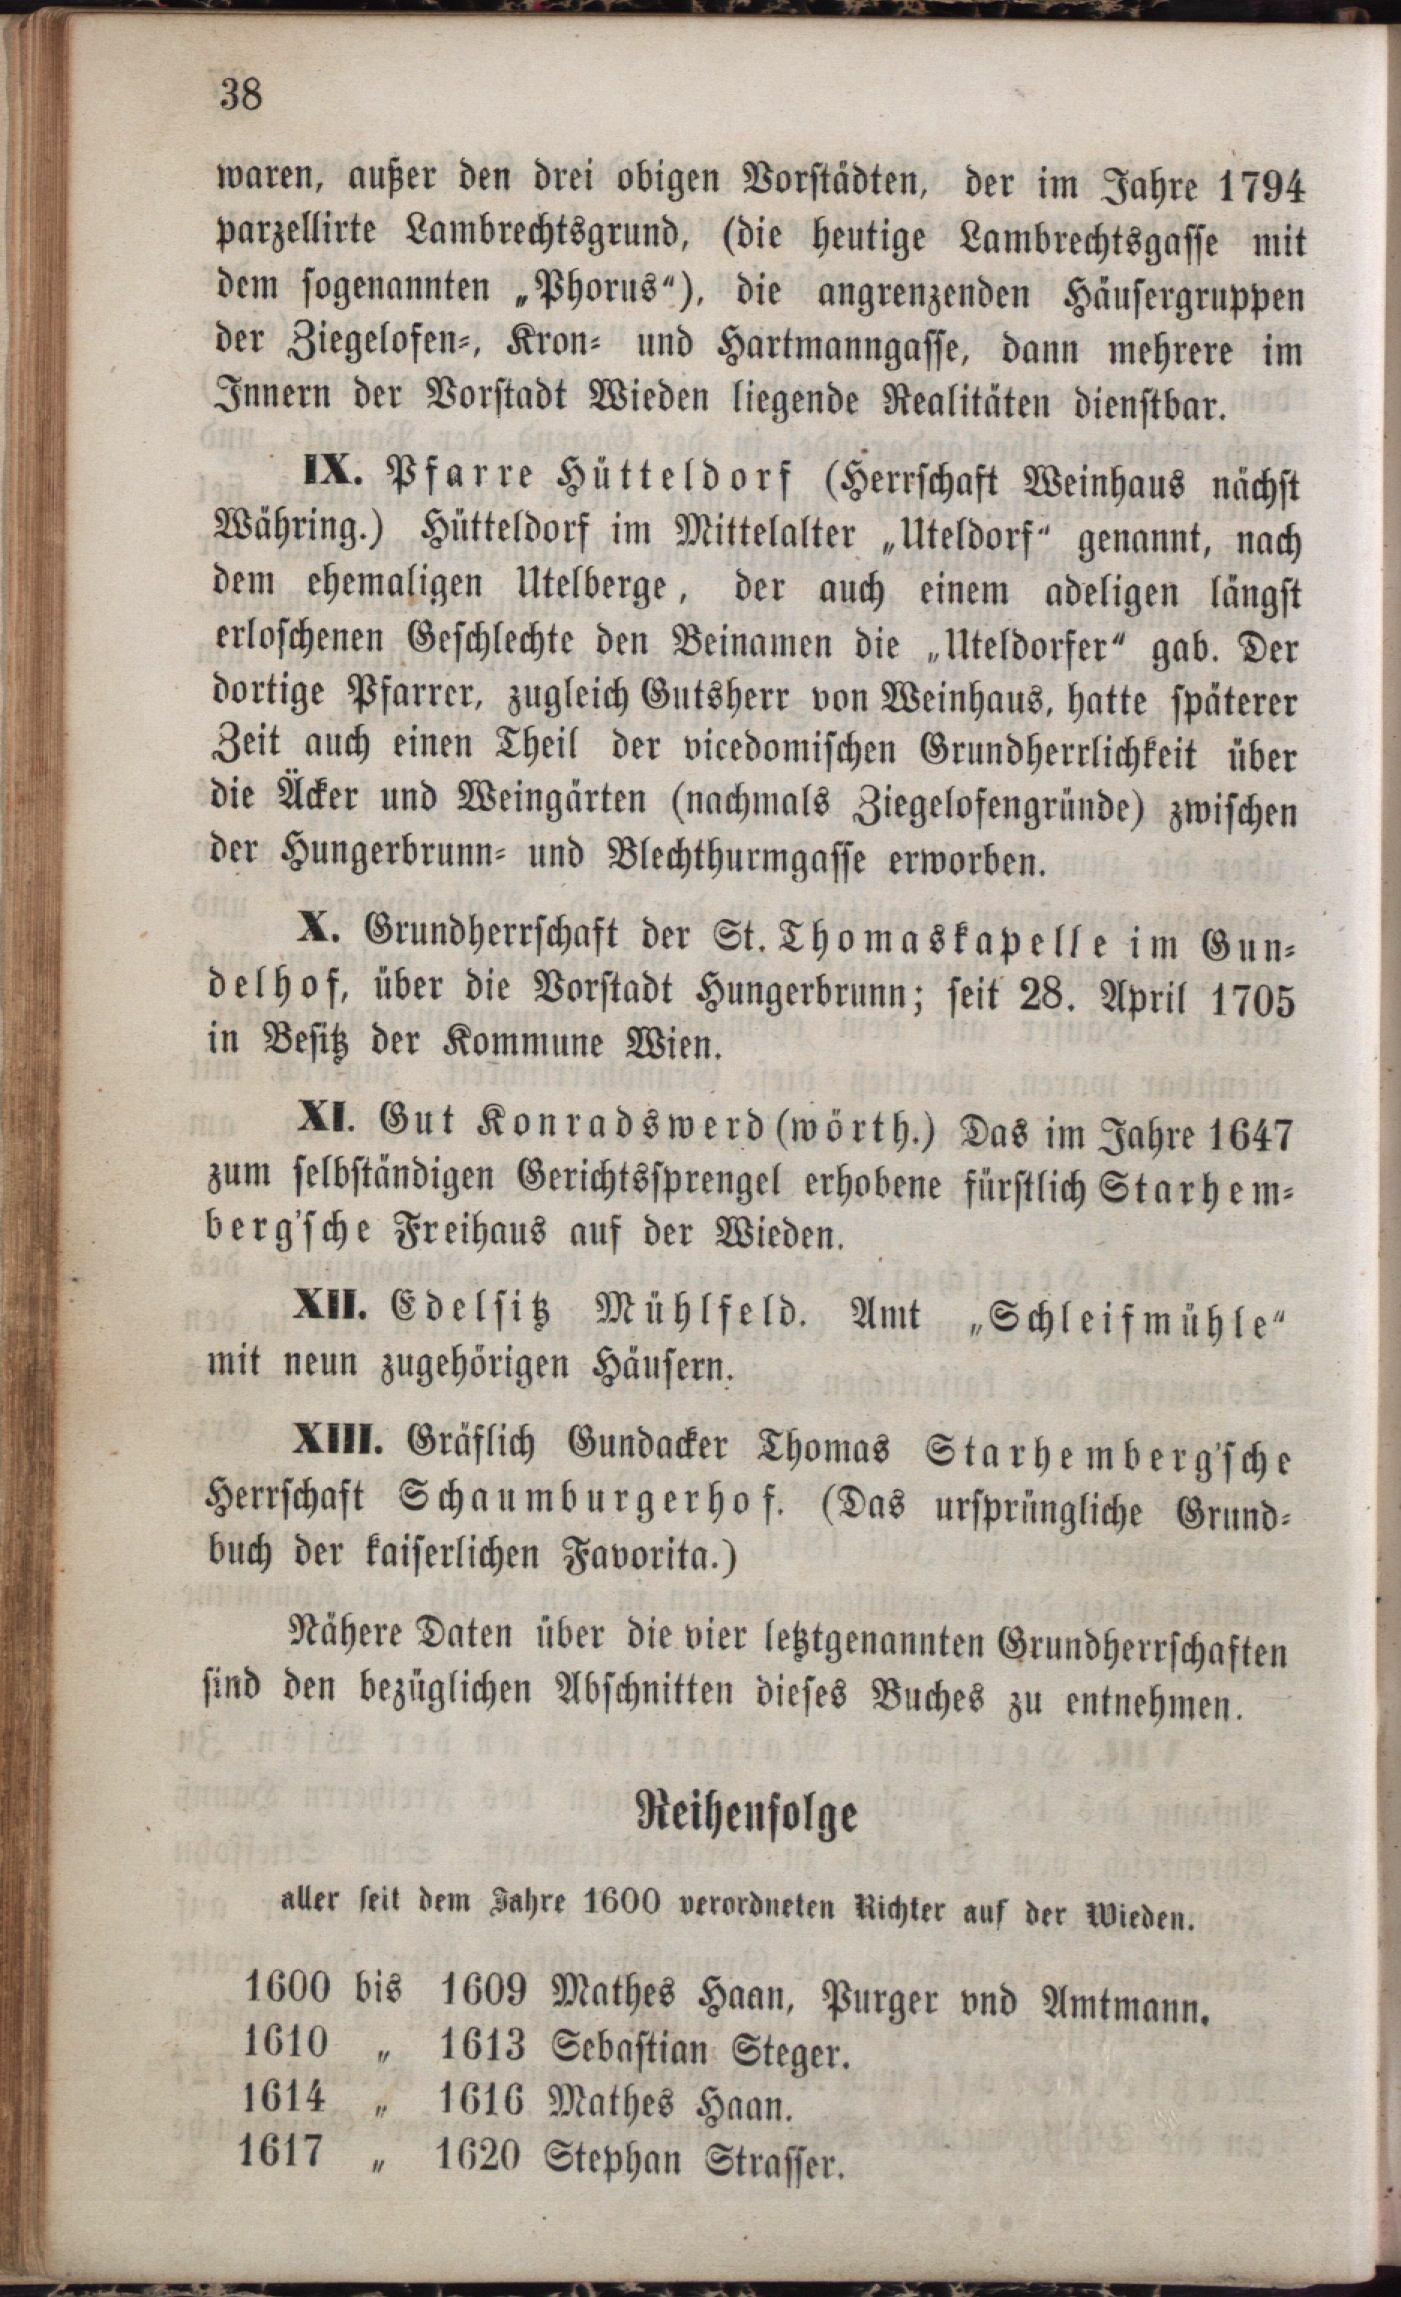 38
waren, außer den drei obigen Vorstädten, der im Jahre 1794
parzellirte Lambrechtsgrund, (die heutige Lambrechtsgasse mit
dem sogenannten „Phorus“), die angrenzenden Häusergruppen
der Ziegelofen-, Kron- und Hartmanngasse, dann mehrere im
Innern der Vorstadt Wieden liegende Realitäten dienstbar.
IX. Pfarre Hütteldorf (Herrschaft Weinhaus nächst
Währing.) Hütteldorf im Mittelalter „Uteldorf“ genannt, nach
dem ehemaligen Utelberge, der auch einem adeligen längst
erloschenen Geschlechte den Beinamen die „Uteldorfer“ gab. Der
dortige Pfarrer, zugleich Gutsherr von Weinhaus, hatte späterer
Zeit auch einen Theil der vicedomischen Grundherrlichkeit über
die Äcker und Weingärten (nachmals Ziegelofengründe) zwischen
der Hungerbrunn- und Blechthurmgasse erworben.
X. Grundherrschaft der St. Thomaskapelle im Gun-
delhof, über die Vorstadt Hungerbrunn; seit 28. April 1705
in Besitz der Kommune Wien.
XI. Gut Konradswerd (wörth.) Das im Jahre 1647
zum selbständigen Gerichtssprengel erhobene fürstlich Starhem-
berg'sche Freihaus auf der Wieden.
XII. Edelsitz Mühlfeld. Amt „Schleifmühle“
mit neun zugehörigen Häusern.
XIII. Gräflich Gundacker Thomas Starhemberg'sche
Herrschaft Schaumburgerhof. (Das ursprüngliche Grund-
buch der kaiserlichen Favorita.)
Nähere Daten über die vier letztgenannten Grundherrschaften
sind den bezüglichen Abschnitten dieses Buches zu entnehmen.
Reihenfolge
aller seit dem Jahre 1600 verordneten Richter auf der Wieden.
1600 bis 1609 Mathes Haan, Purger vnd Amtmann.
1610 „ 1613 Sebastian Steger.
1614 „ 1616 Mathes Haan.
1617 „ 1620 Stephan Strasser.